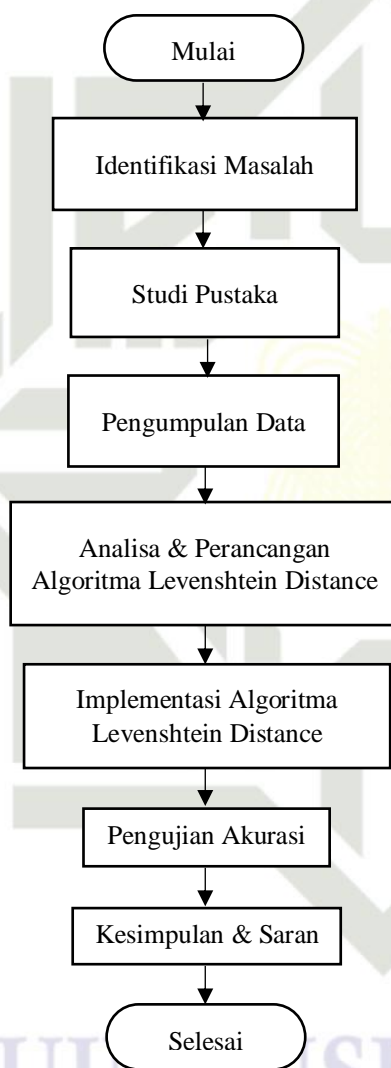 Mulai
Identifikasi Masalah
Studi Pustaka
Pengumpulan Data
Analisa & Perancangan
Algoritma Levenshtein Distance
Implementasi Algoritma
Levenshtein Distance
Pengujian Akurasi
Kesimpulan & Saran
Selesai